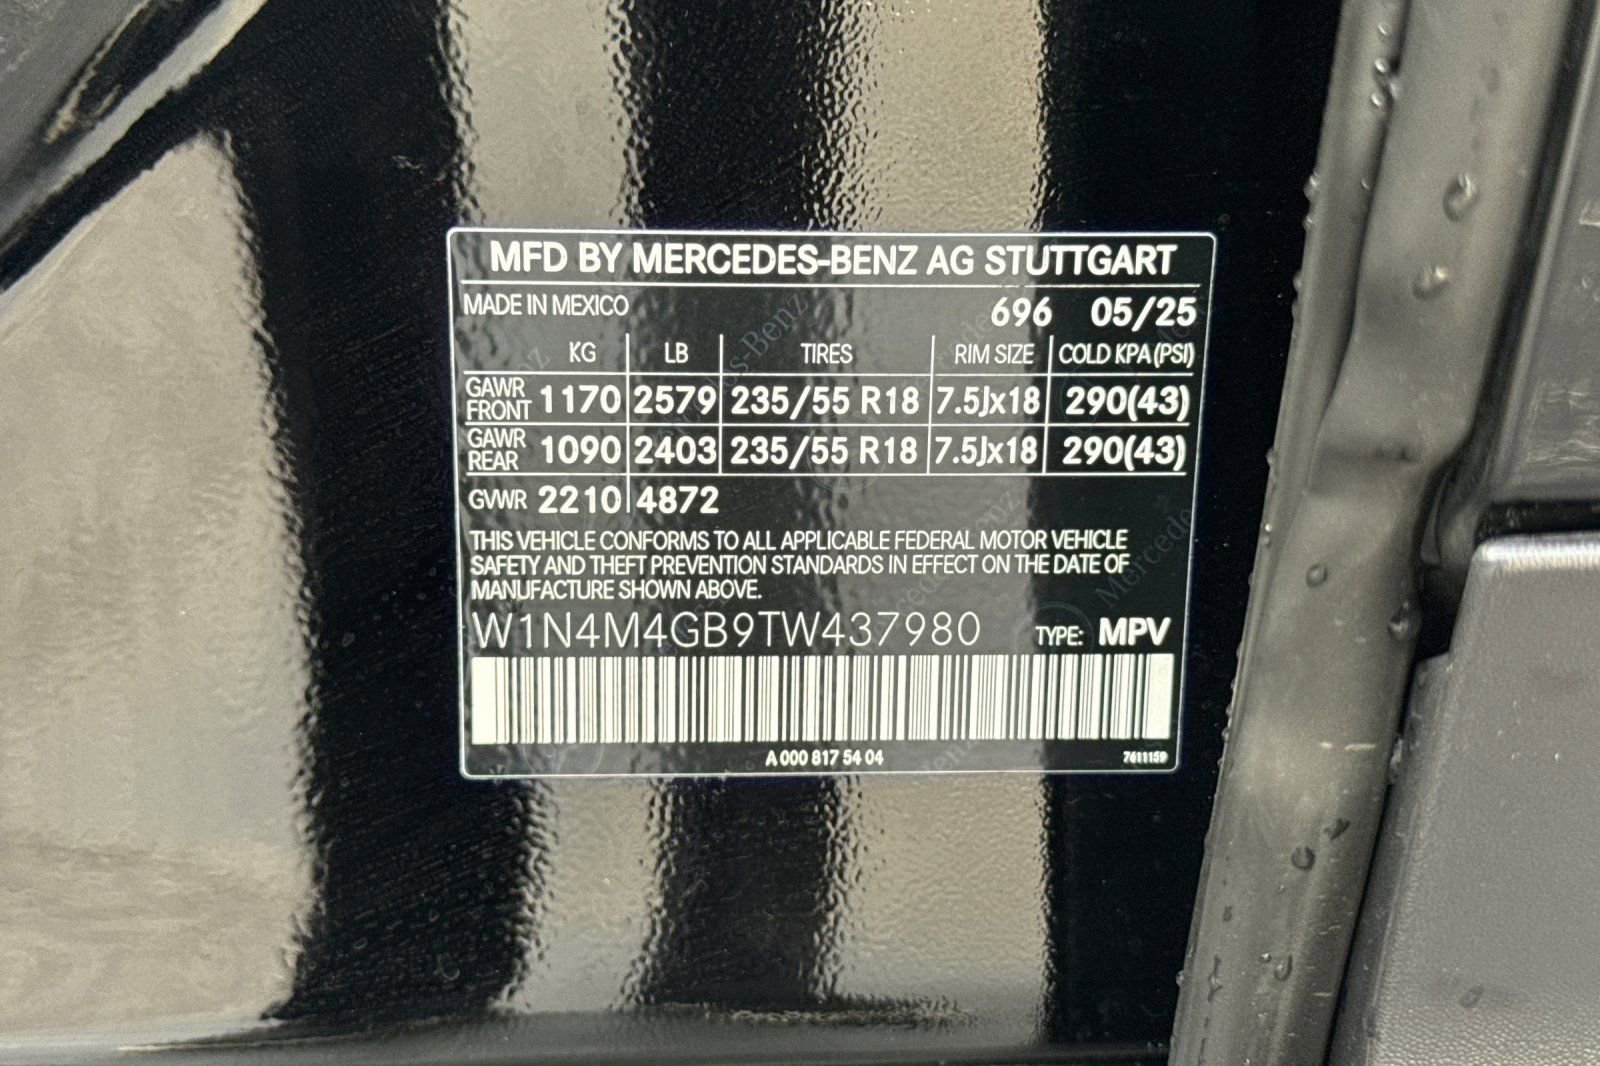 MFD BY MERCEDES-BENZ AG STUTTGART
MADE IN MEXICO 696 05/25
KG LB TIRES RIM SIZE COLD KPA (PSI)
GAWR FRONT 1170 2579 235/55 R18 7.5Jx18 290(43)
GAWR REAR 1090 2403 235/55 R18 7.5Jx18 290(43)
GVWR 2210 4872
THIS VEHICLE CONFORMS TO ALL APPLICABLE FEDERAL MOTOR VEHICLE
SAFETY AND THEFT PREVENTION STANDARDS IN EFFECT ON THE DATE OF
MANUFACTURE SHOWN ABOVE.
W1N4M4GB9TW437980 TYPE: MPV
A 000 817 54 04 7611159